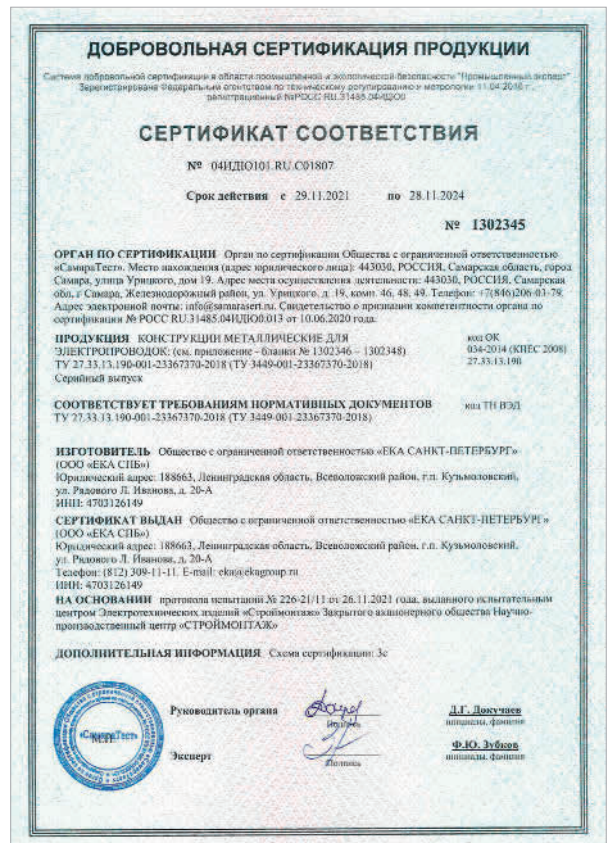 ДОБРОВОЛЬНАЯ СЕРТИФИКАЦИЯ ПРОДУКЦИИ
Система добровольной сертификации в области промышленной и экологической безопасности "Промышленный эксперт"
Зарегистрирована Федеральным агентством по техническому регулированию и метрологии 11.04.2016 г.,
регистрационный №РОСС RU.31485.04ИДЮ0
СЕРТИФИКАТ СООТВЕТСТВИЯ
№ 04ИДЮ101.RU.C01807
Срок действия с 29.11.2021 по 28.11.2024
№ 1302345
ОРГАН ПО СЕРТИФИКАЦИИ Орган по сертификации Общества с ограниченной ответственностью
«СамараТест». Место нахождения (адрес юридического лица): 443030, РОССИЯ, Самарская область, город
Самара, улица Урицкого, дом 19. Адрес места осуществления деятельности: 443030, РОССИЯ, Самарская
обл, г Самара, Железнодорожный район, ул. Урицкого, д. 19, комн. 46, 48, 49. Телефон: +7(846)206-03-79.
Адрес электронной почты: info@samarasert.ru. Свидетельство о признании компетентности органа по
сертификации № РОСС RU.31485.04ИДЮ0.013 от 10.06.2020 года.
ПРОДУКЦИЯ КОНСТРУКЦИИ МЕТАЛЛИЧЕСКИЕ ДЛЯ
ЭЛЕКТРОПРОВОДОК: (см. приложение - бланки № 1302346 – 1302348)
ТУ 27.33.13.190-001-23367370-2018 (ТУ 3449-001-23367370-2018)
Серийный выпуск
код ОК
034-2014 (КПЕС 2008)
27.33.13.190
СООТВЕТСТВУЕТ ТРЕБОВАНИЯМ НОРМАТИВНЫХ ДОКУМЕНТОВ
ТУ 27.33.13.190-001-23367370-2018 (ТУ 3449-001-23367370-2018)
код ТН ВЭД
ИЗГОТОВИТЕЛЬ Общество с ограниченной ответственностью «ЕКА САНКТ-ПЕТЕРБУРГ»
(ООО «ЕКА СПБ»)
Юридический адрес: 188663, Ленинградская область, Всеволожский район, г.п. Кузьмоловский,
ул. Рядового Л. Иванова, д. 20-А
ИНН: 4703126149
СЕРТИФИКАТ ВЫДАН Общество с ограниченной ответственностью «ЕКА САНКТ-ПЕТЕРБУРГ»
(ООО «ЕКА СПБ»)
Юридический адрес: 188663, Ленинградская область, Всеволожский район, г.п. Кузьмоловский,
ул. Рядового Л. Иванова, д. 20-А
Телефон: (812) 309-11-11. E-mail: eka@ekagroup.ru
ИНН: 4703126149
НА ОСНОВАНИИ протокола испытаний № 226-21/11 от 26.11.2021 года, выданного испытательным
центром Электротехнических изделий «Строймонтаж» Закрытого акционерного общества Научно-
производственный центр «СТРОЙМОНТАЖ»
ДОПОЛНИТЕЛЬНАЯ ИНФОРМАЦИЯ Схема сертификации: 3с
Руководитель органа
подпись
Д.Г. Докучаев
инициалы, фамилия
«СамараТест»
М.П.
Эксперт
подпись
Ф.Ю. Зубков
инициалы, фамилия